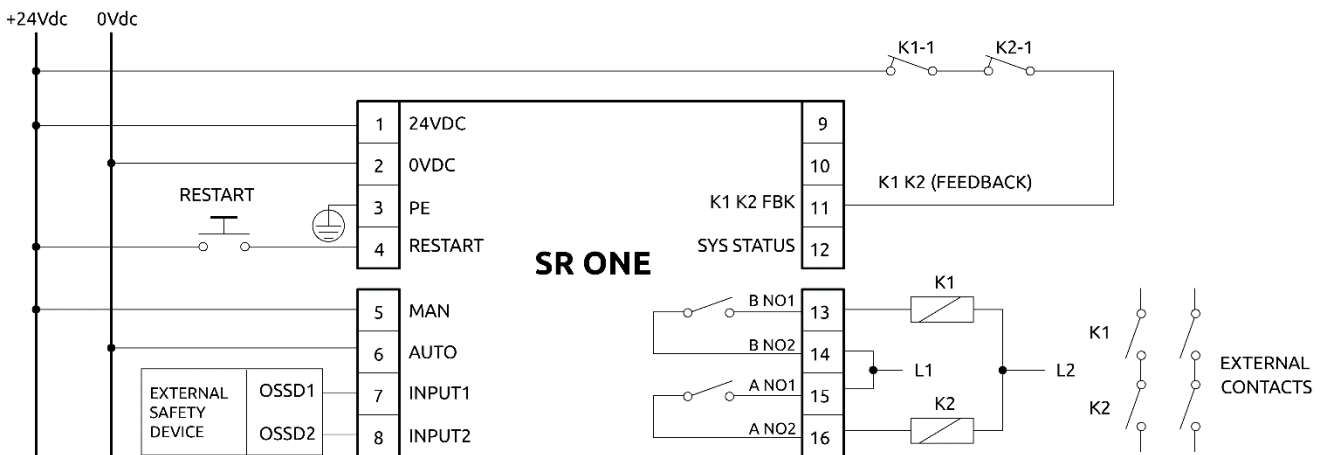 +24Vdc 0Vdc
K1-1 K2-1
1 24VDC 9
2 0VDC 10
RESTART
K1 K2 (FEEDBACK)
3 PE K1 K2 FBK 11
4 RESTART SYS STATUS 12
SR ONE
K1
5 MAN B NO1 13
K1
6 AUTO B NO2 14
L1 L2
EXTERNAL
CONTACTS
EXTERNAL
SAFETY
DEVICE
OSSD1 7 INPUT1 A NO1 15
K2
K2
OSSD2 8 INPUT2 A NO2 16